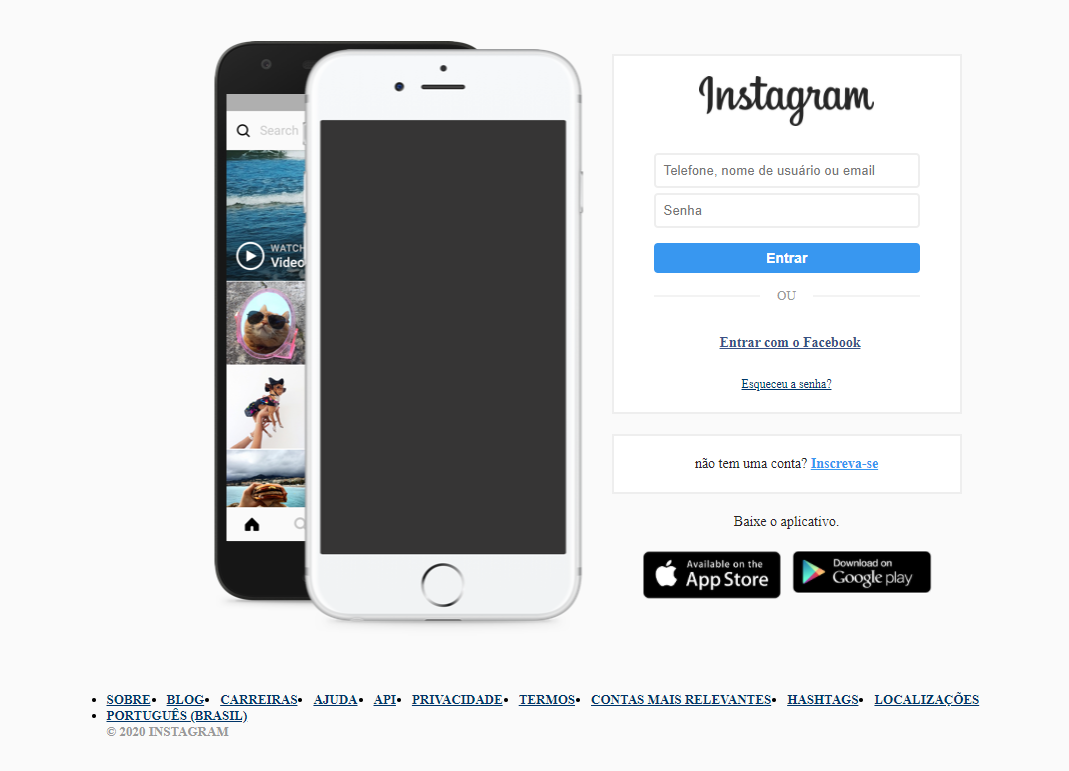 Search
WATCH
Video
Instagram
Telefone, nome de usuário ou email
Senha
Entrar
OU
Entrar com o Facebook
Esqueceu a senha?
não tem uma conta? Inscreva-se
Baixe o aplicativo.
Available on the
App Store
Download on
Google play
SOBRE BLOG CARREIRAS AJUDA API PRIVACIDADE TERMOS CONTAS MAIS RELEVANTES HASHTAGS LOCALIZAÇÕES
PORTUGUÊS (BRASIL)
© 2020 INSTAGRAM